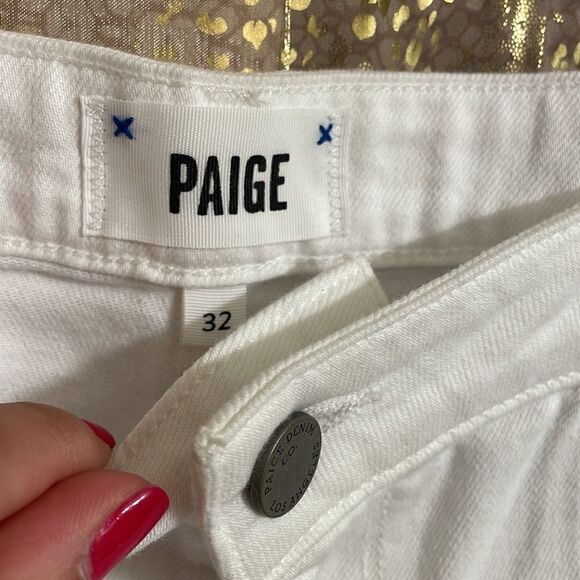 PAIGE
32
PAIGE DENIM
CO.
LOS ANGELES